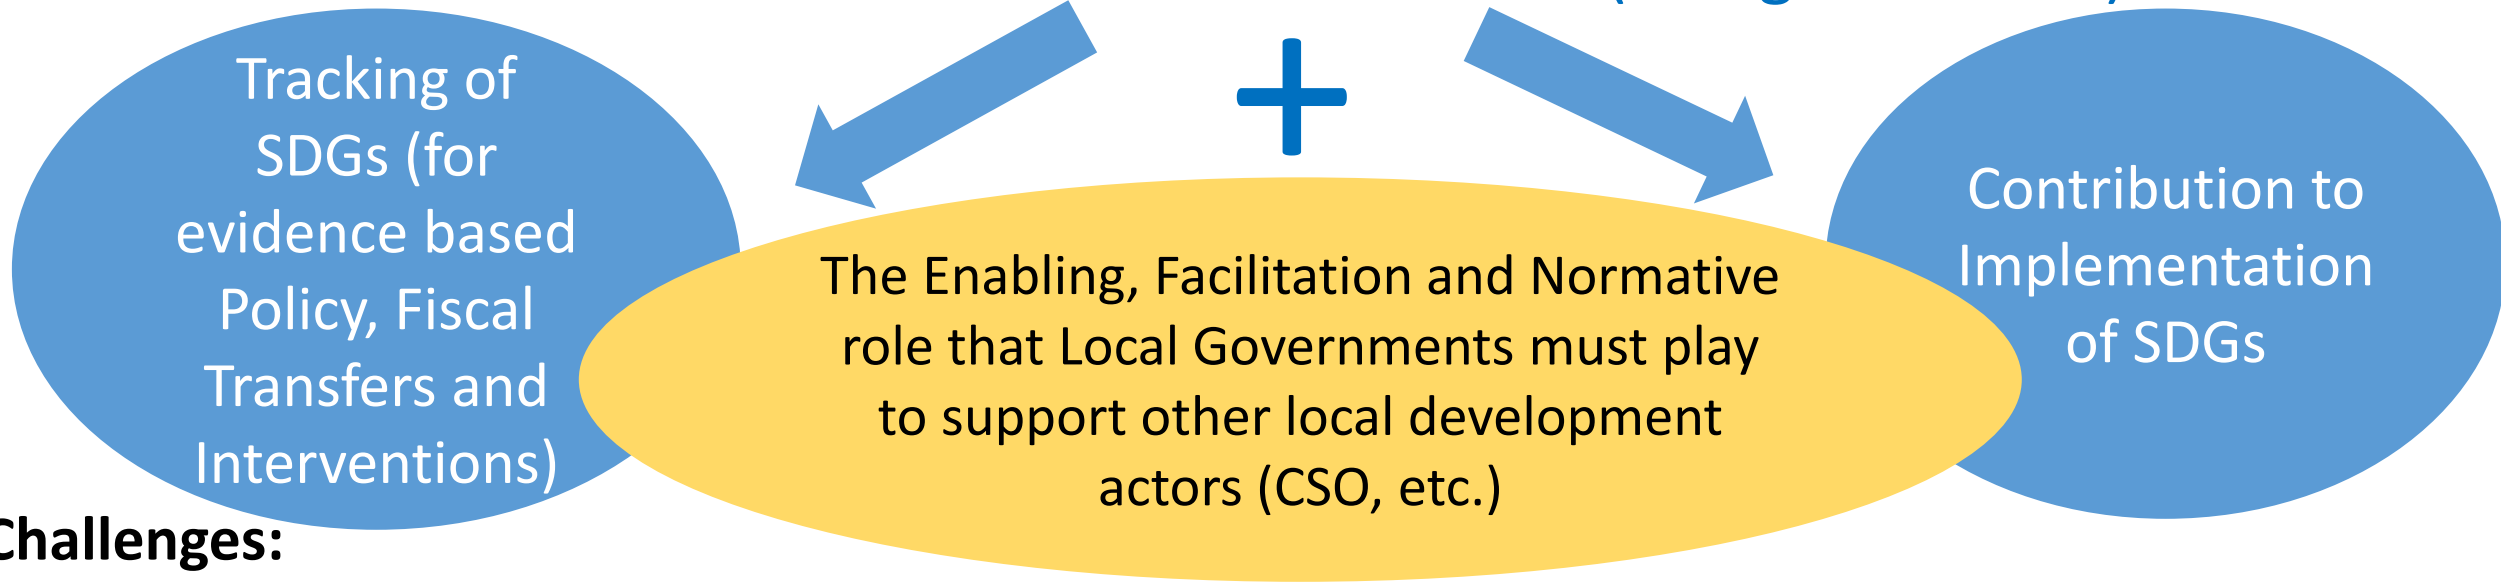 +
Tracking of
SDGs (for
evidence based
Policy, Fiscal
Transfers and
Interventions)
The Enabling, Facilitation and Normative
role that Local Governments must play
to support other local development
actors (CSO, etc.)
Contribution to
Implementation
of SDGs
Challenges: